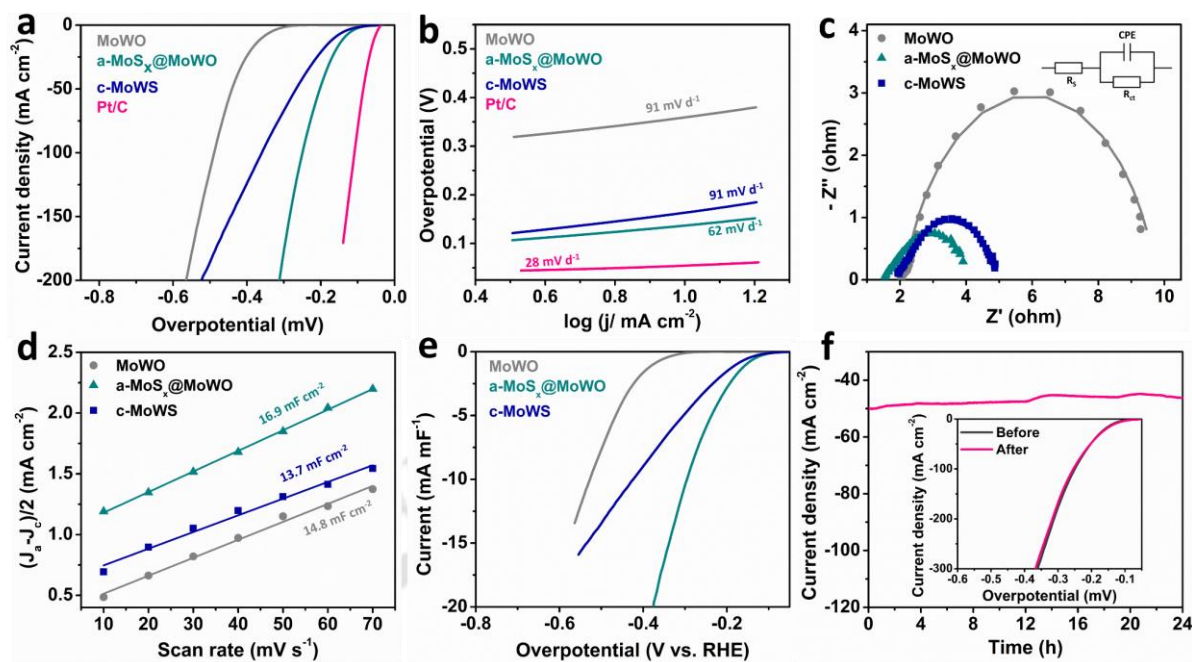 a
0
-50
-100
-150
-200
Current density (mA cm-2)
MoWO
a-MoSx@MoWO
c-MoWS
Pt/C
-0.8 -0.6 -0.4 -0.2 0.0
Overpotential (mV)
b
0.5
0.4
0.3
0.2
0.1
Overpotential (V)
MoWO
a-MoSx@MoWO
c-MoWS
Pt/C
91 mV d-1
91 mV d-1
62 mV d-1
28 mV d-1
0.4 0.6 0.8 1.0 1.2
log (j/ mA cm-2)
c
4
3
2
1
0
- Z" (ohm)
MoWO
a-MoSx@MoWO
c-MoWS
CPE
Rs
Rct
0 2 4 6 8 10
Z' (ohm)
d
2.5
2.0
1.5
1.0
0.5
(Ja-Jc)/2 (mA cm-2)
MoWO
a-MoSx@MoWO
c-MoWS
16.9 mF cm-2
13.7 mF cm-2
14.8 mF cm-2
10 20 30 40 50 60 70
Scan rate (mV s-1)
e
0
-5
-10
-15
-20
Current (mA mF-1)
MoWO
a-MoSx@MoWO
c-MoWS
-0.8 -0.6 -0.4 -0.2
Overpotential (V vs. RHE)
f
-40
-60
-80
-100
-120
Current density (mA cm-2)
0
-100
-200
-300
Current density (mA cm-2)
Before
After
-0.6 -0.5 -0.4 -0.3 -0.2 -0.1
Overpotential (mV)
0 4 8 12 16 20 24
Time (h)